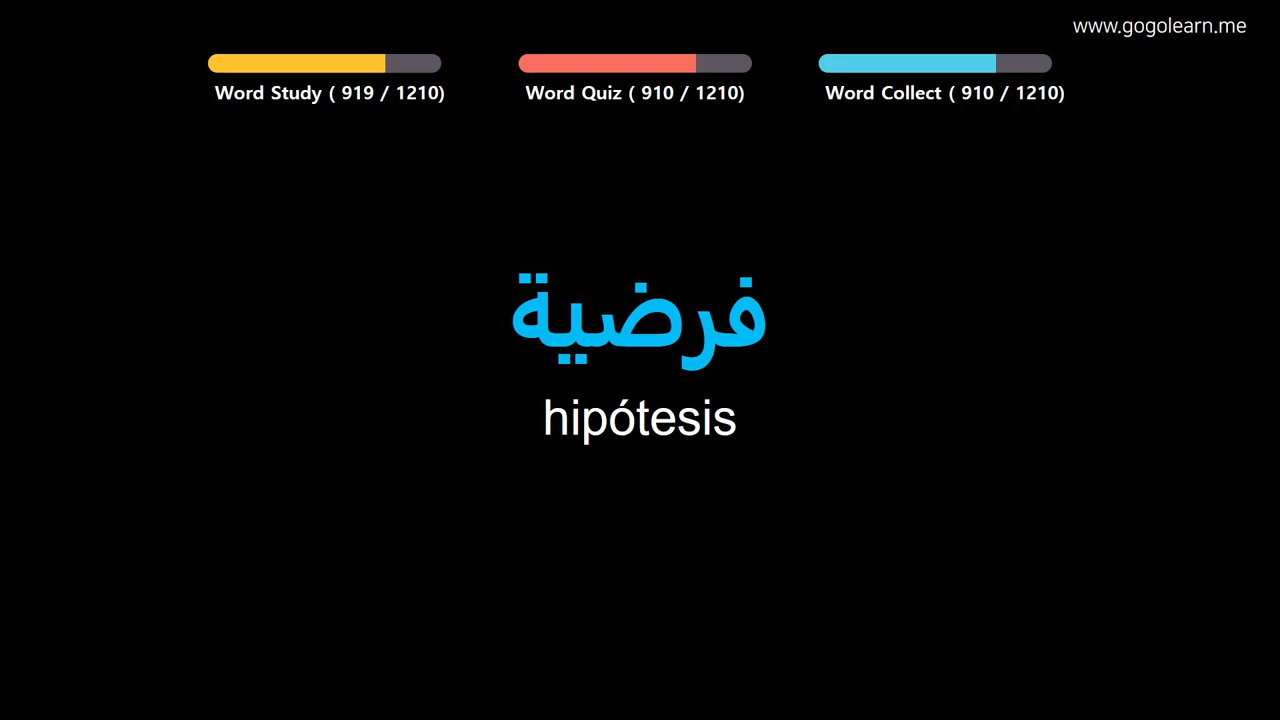 www.gogolearn.me
Word Study ( 919 / 1210)
Word Quiz ( 910 / 1210)
Word Collect ( 910 / 1210)
فرضية
hipótesis